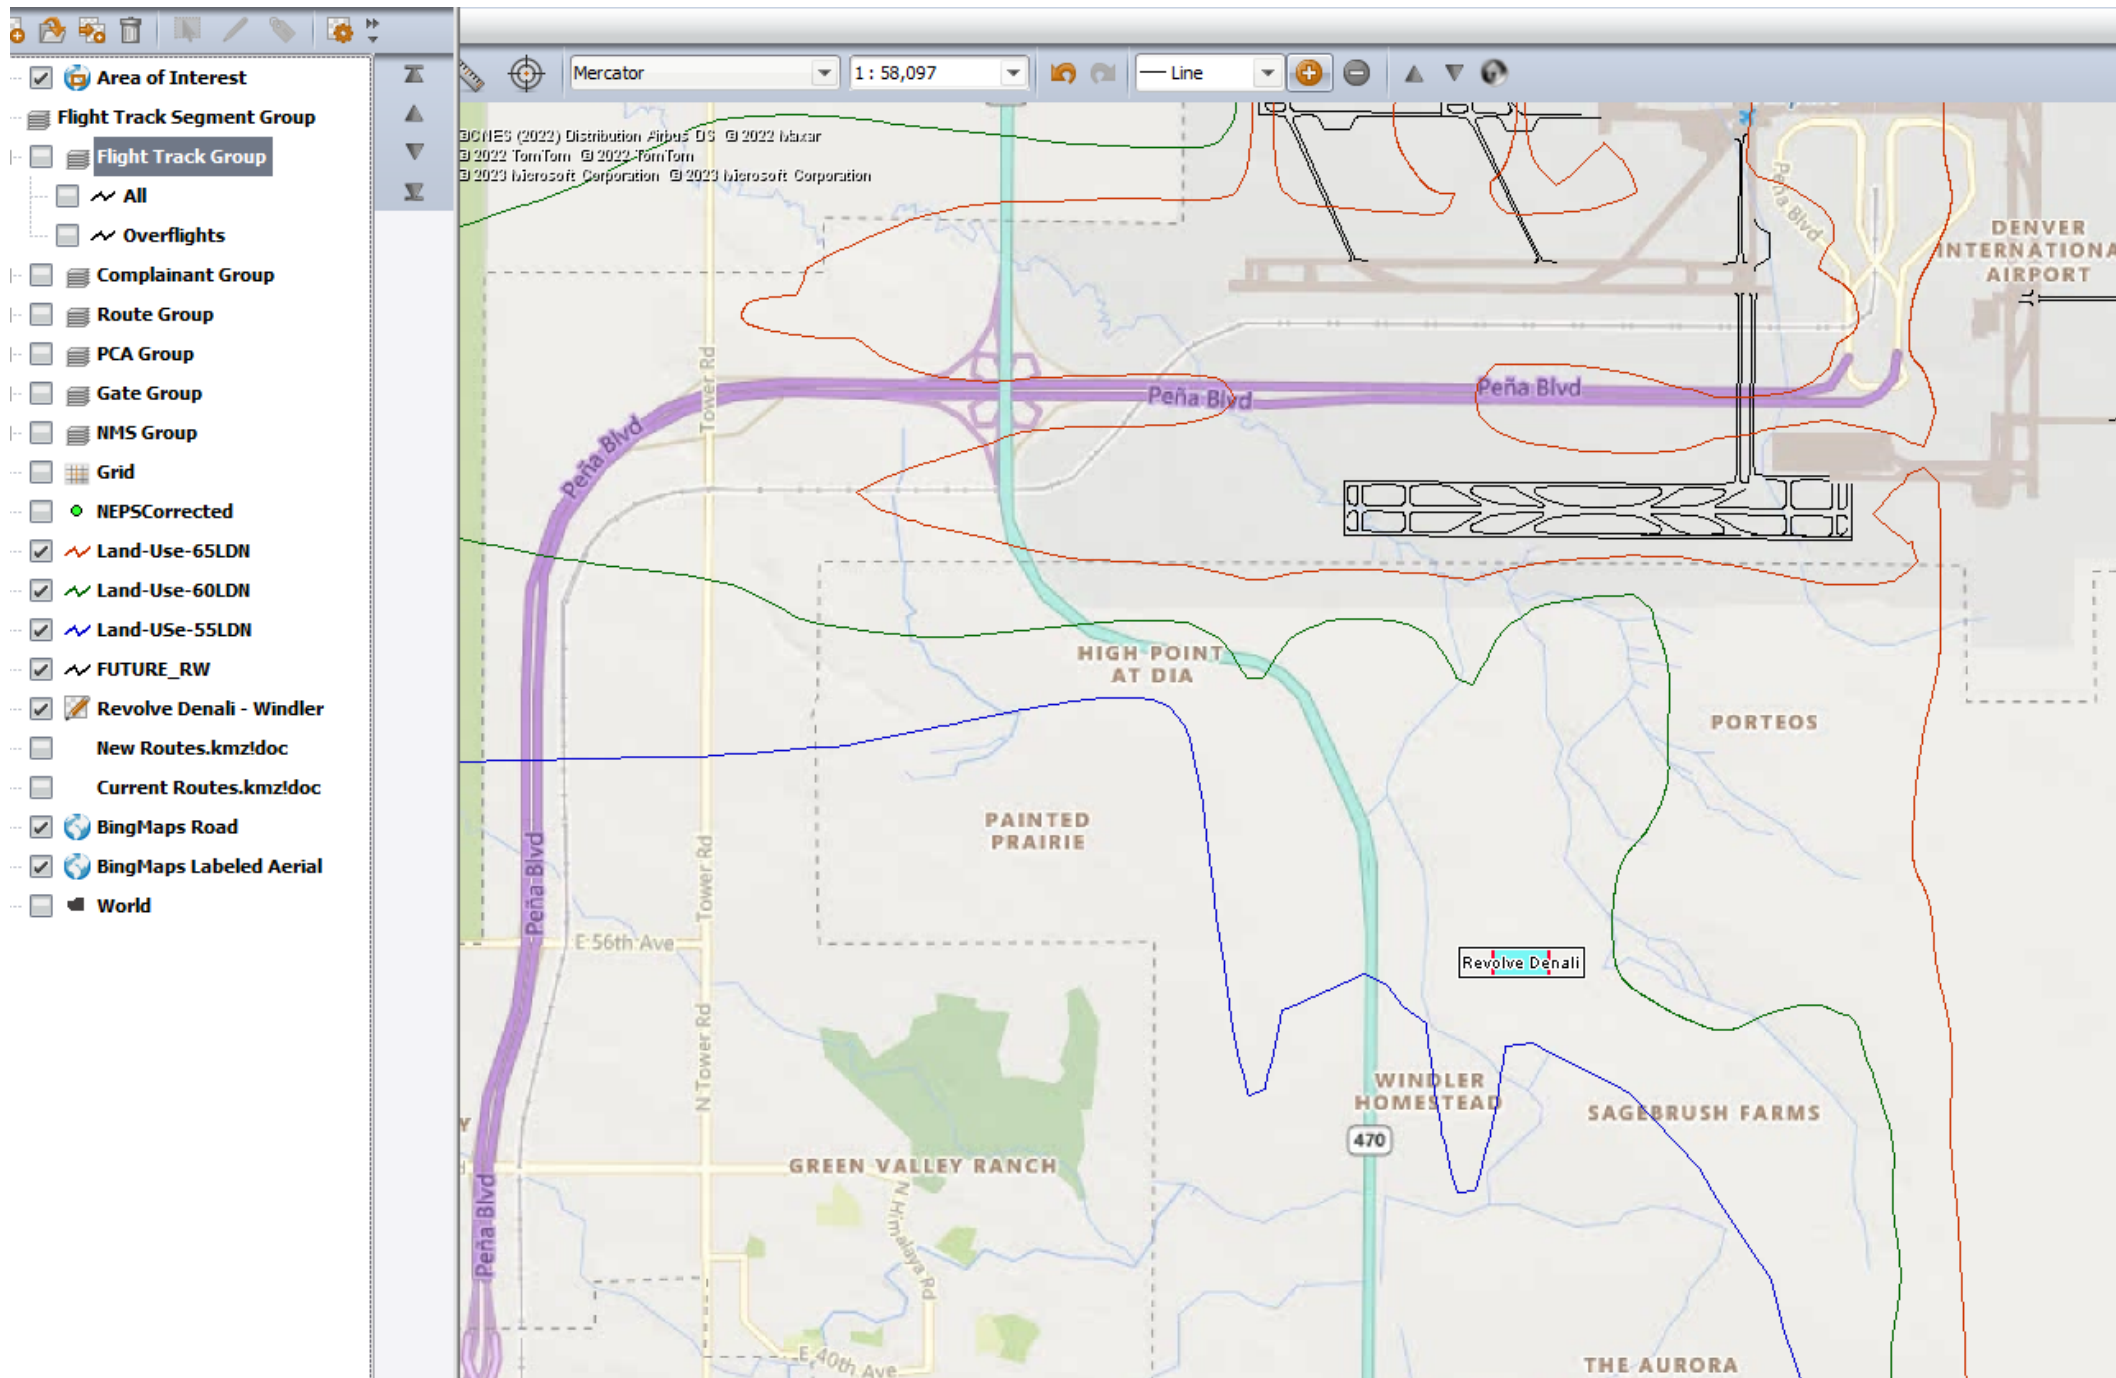 Area of Interest
Flight Track Segment Group
Flight Track Group
All
Overflights
Complainant Group
Route Group
PCA Group
Gate Group
NMS Group
Grid
NEPSCorrected
Land-Use-65LDN
Land-Use-60LDN
Land-USe-55LDN
FUTURE_RW
Revolve Denali - Windler
New Routes.kmz!doc
Current Routes.kmz!doc
BingMaps Road
BingMaps Labeled Aerial
World
Mercator
1 : 58,097
Line
©CNES (2022) Distribution Airbus DS © 2022 Maxar
© 2022 TomTom © 2022 TomTom
© 2023 Microsoft Corporation © 2023 Microsoft Corporation
Peña Blvd
DENVER
INTERNATIONA
AIRPORT
Tower Rd
Peña Blvd
Peña Blvd
Peña Blvd
HIGH POINT
AT DIA
PORTEOS
PAINTED
PRAIRIE
Peña Blvd
Tower Rd
E 56th Ave
Revolve Denali
N Tower Rd
WINDLER
HOMESTEAD
SAGEBRUSH FARMS
470
Y
GREEN VALLEY RANCH
Peña Blvd
N Himalaya Rd
E 40th Ave
THE AURORA